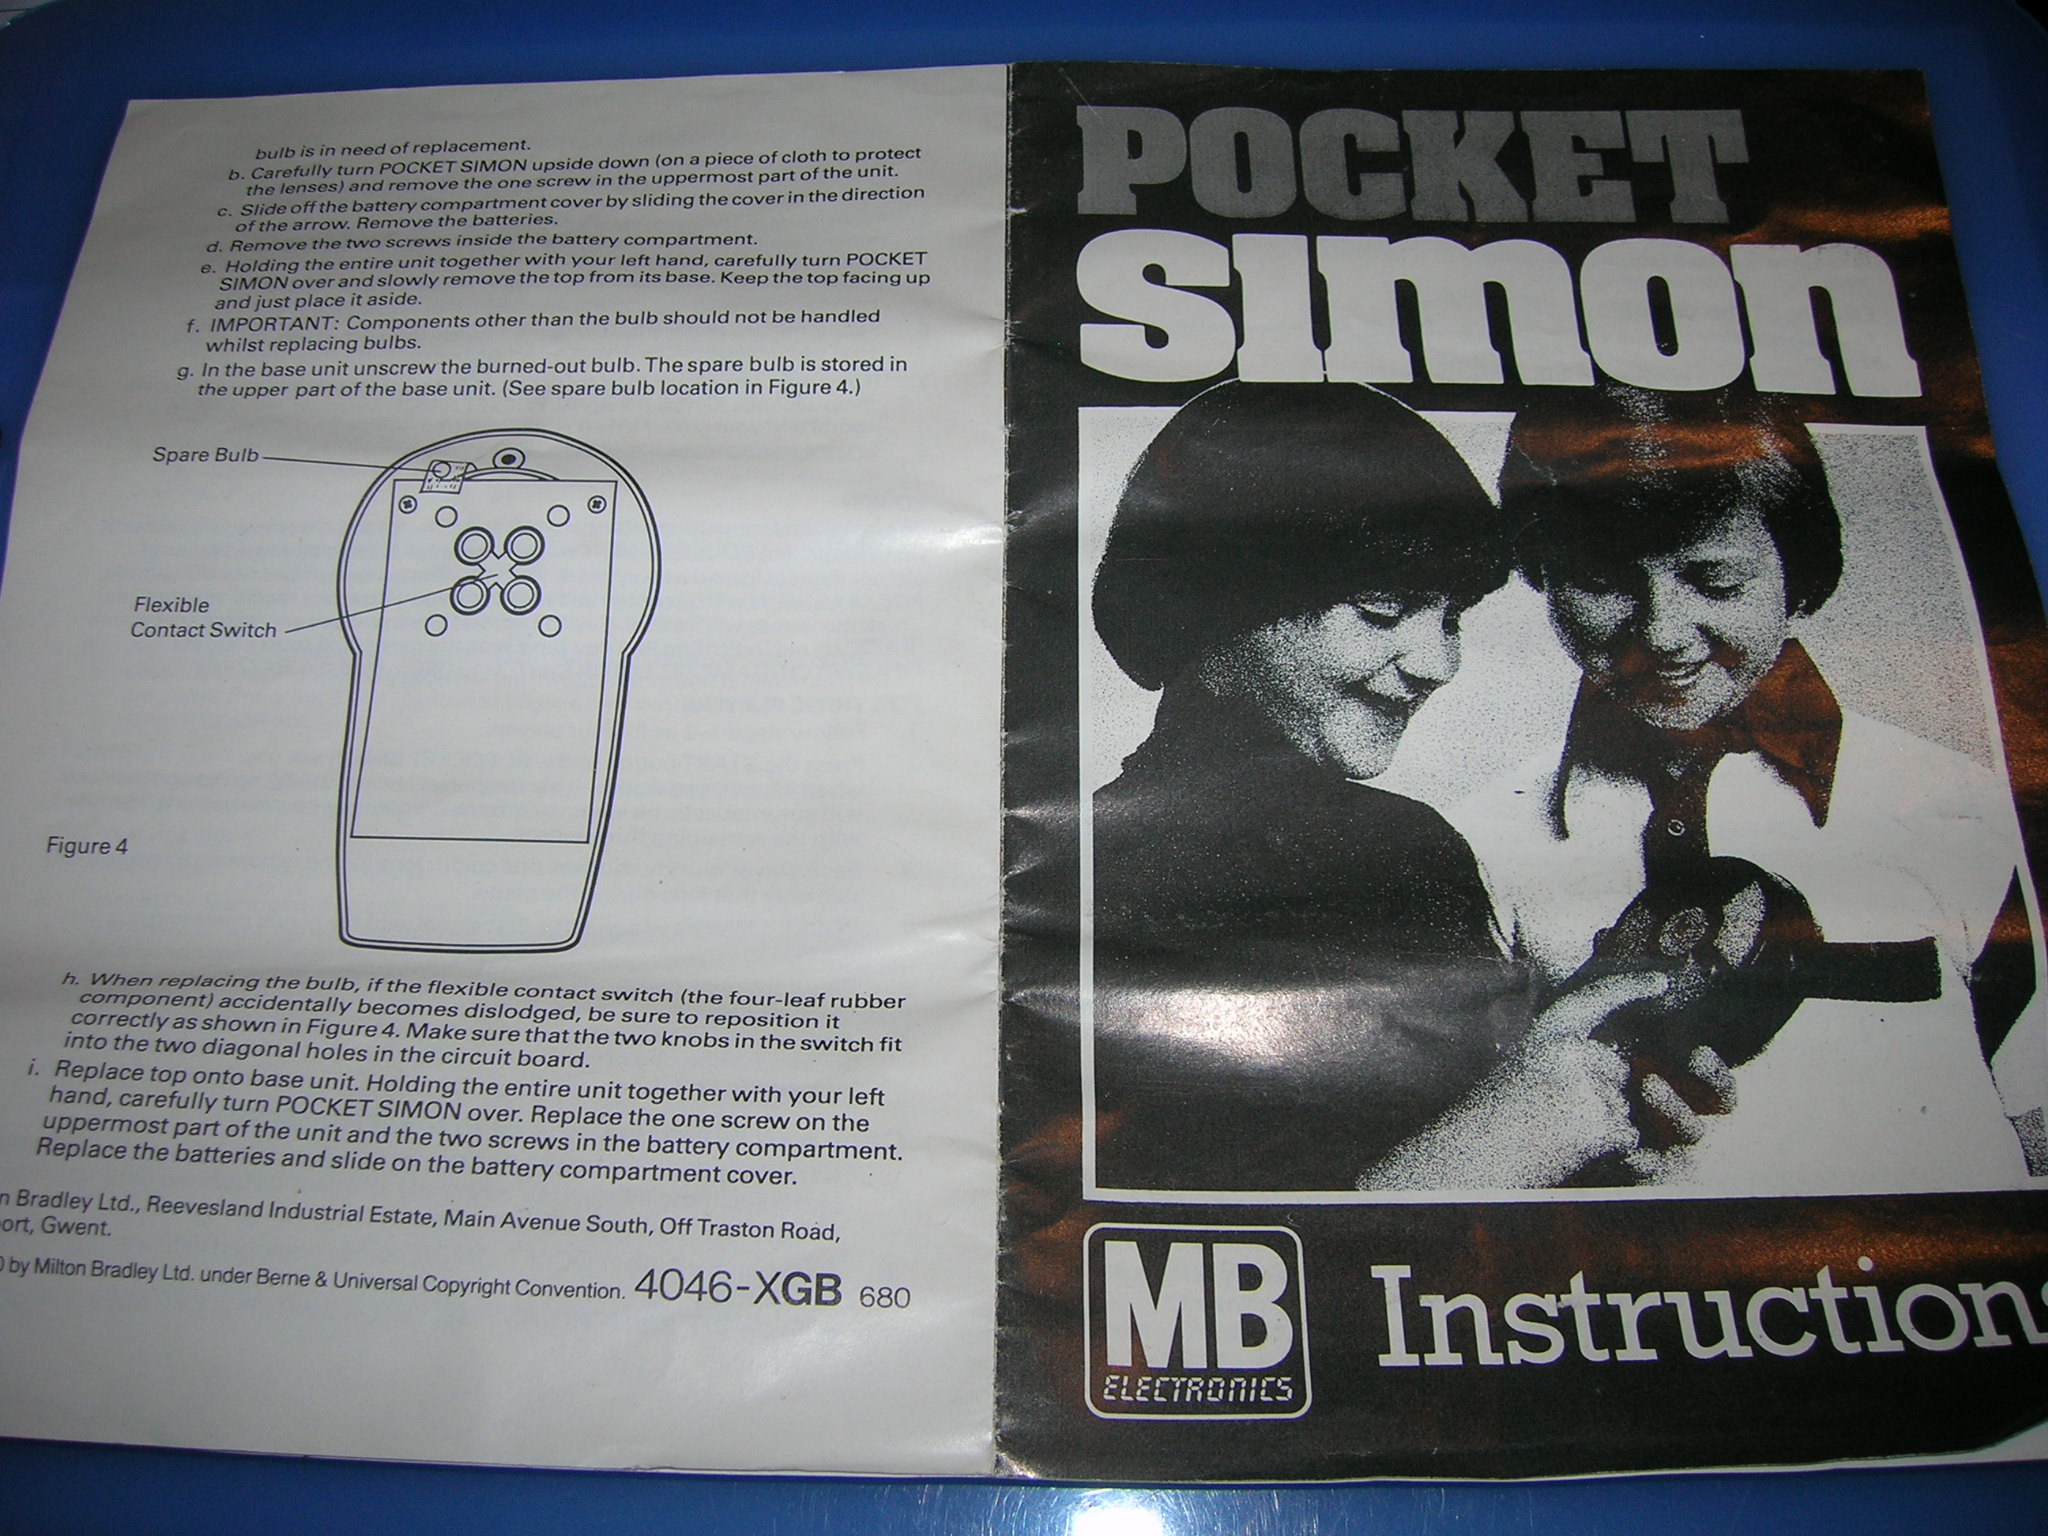 bulb is in need of replacement.
b. Carefully turn POCKET SIMON upside down (on a piece of cloth to protect
the lenses) and remove the one screw in the uppermost part of the unit.
c. Slide off the battery compartment cover by sliding the cover in the direction
of the arrow. Remove the batteries.
d. Remove the two screws inside the battery compartment.
e. Holding the entire unit together with your left hand, carefully turn POCKET
SIMON over and slowly remove the top from its base. Keep the top facing up
and just place it aside.
f. IMPORTANT: Components other than the bulb should not be handled
whilst replacing bulbs.
g. In the base unit unscrew the burned-out bulb. The spare bulb is stored in
the upper part of the base unit. (See spare bulb location in Figure 4.)
Spare Bulb
Flexible
Contact Switch
Figure 4
h. When replacing the bulb, if the flexible contact switch (the four-leaf rubber
component) accidentally becomes dislodged, be sure to reposition it
correctly as shown in Figure 4. Make sure that the two knobs in the switch fit
into the two diagonal holes in the circuit board.
i. Replace top onto base unit. Holding the entire unit together with your left
hand, carefully turn POCKET SIMON over. Replace the one screw on the
uppermost part of the unit and the two screws in the battery compartment.
Replace the batteries and slide on the battery compartment cover.
n Bradley Ltd., Reevesland Industrial Estate, Main Avenue South, Off Traston Road,
ort, Gwent.
0 by Milton Bradley Ltd. under Berne & Universal Copyright Convention. 4046-XGB 680
POCKET
SIMON
MB
ELECTRONICS
Instructions